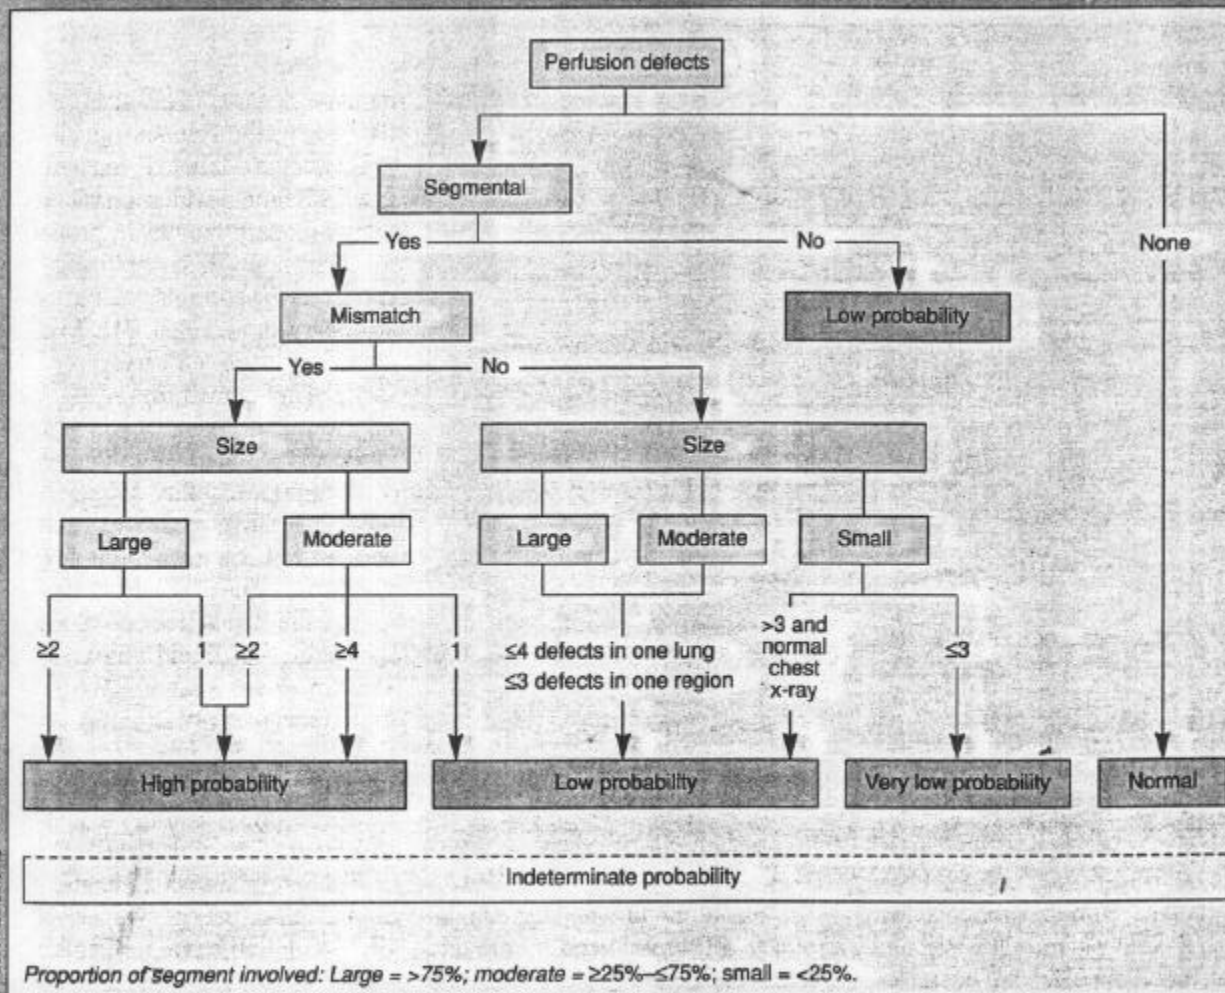 Perfusion defects
Segmental
Yes
No
None
Mismatch
Low probability
Yes
No
Size
Size
Large
Moderate
Large
Moderate
Small
≥2
1
≥2
≥4
1
≤4 defects in one lung
≤3 defects in one region
>3 and
normal
chest
x-ray
≤3
High probability
Low probability
Very low probability
Normal
Indeterminate probability
Proportion of segment involved: Large = >75%; moderate = ≥25%–≤75%; small = <25%.